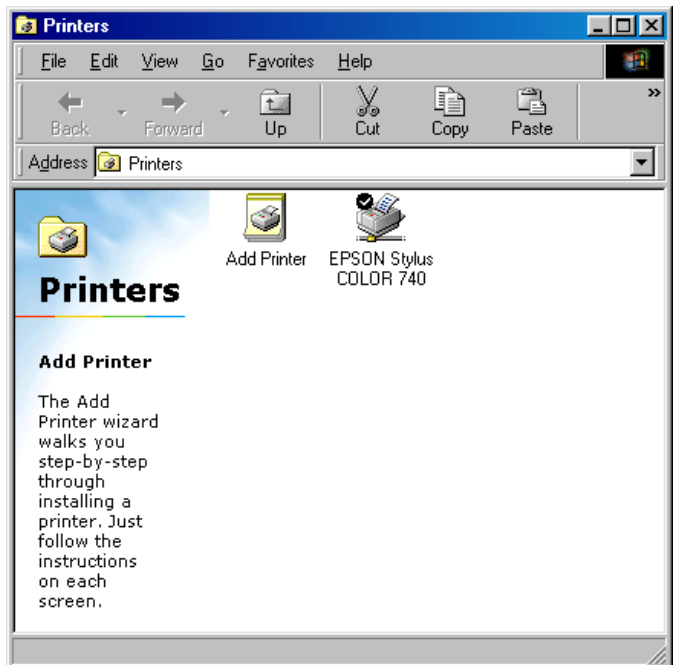 Printers
File Edit View Go Favorites Help
Back Forward Up Cut Copy Paste »
Address Printers
Printers
Add Printer
The Add
Printer wizard
walks you
step-by-step
through
installing a
printer. Just
follow the
instructions
on each
screen.
Add Printer
EPSON Stylus
COLOR 740